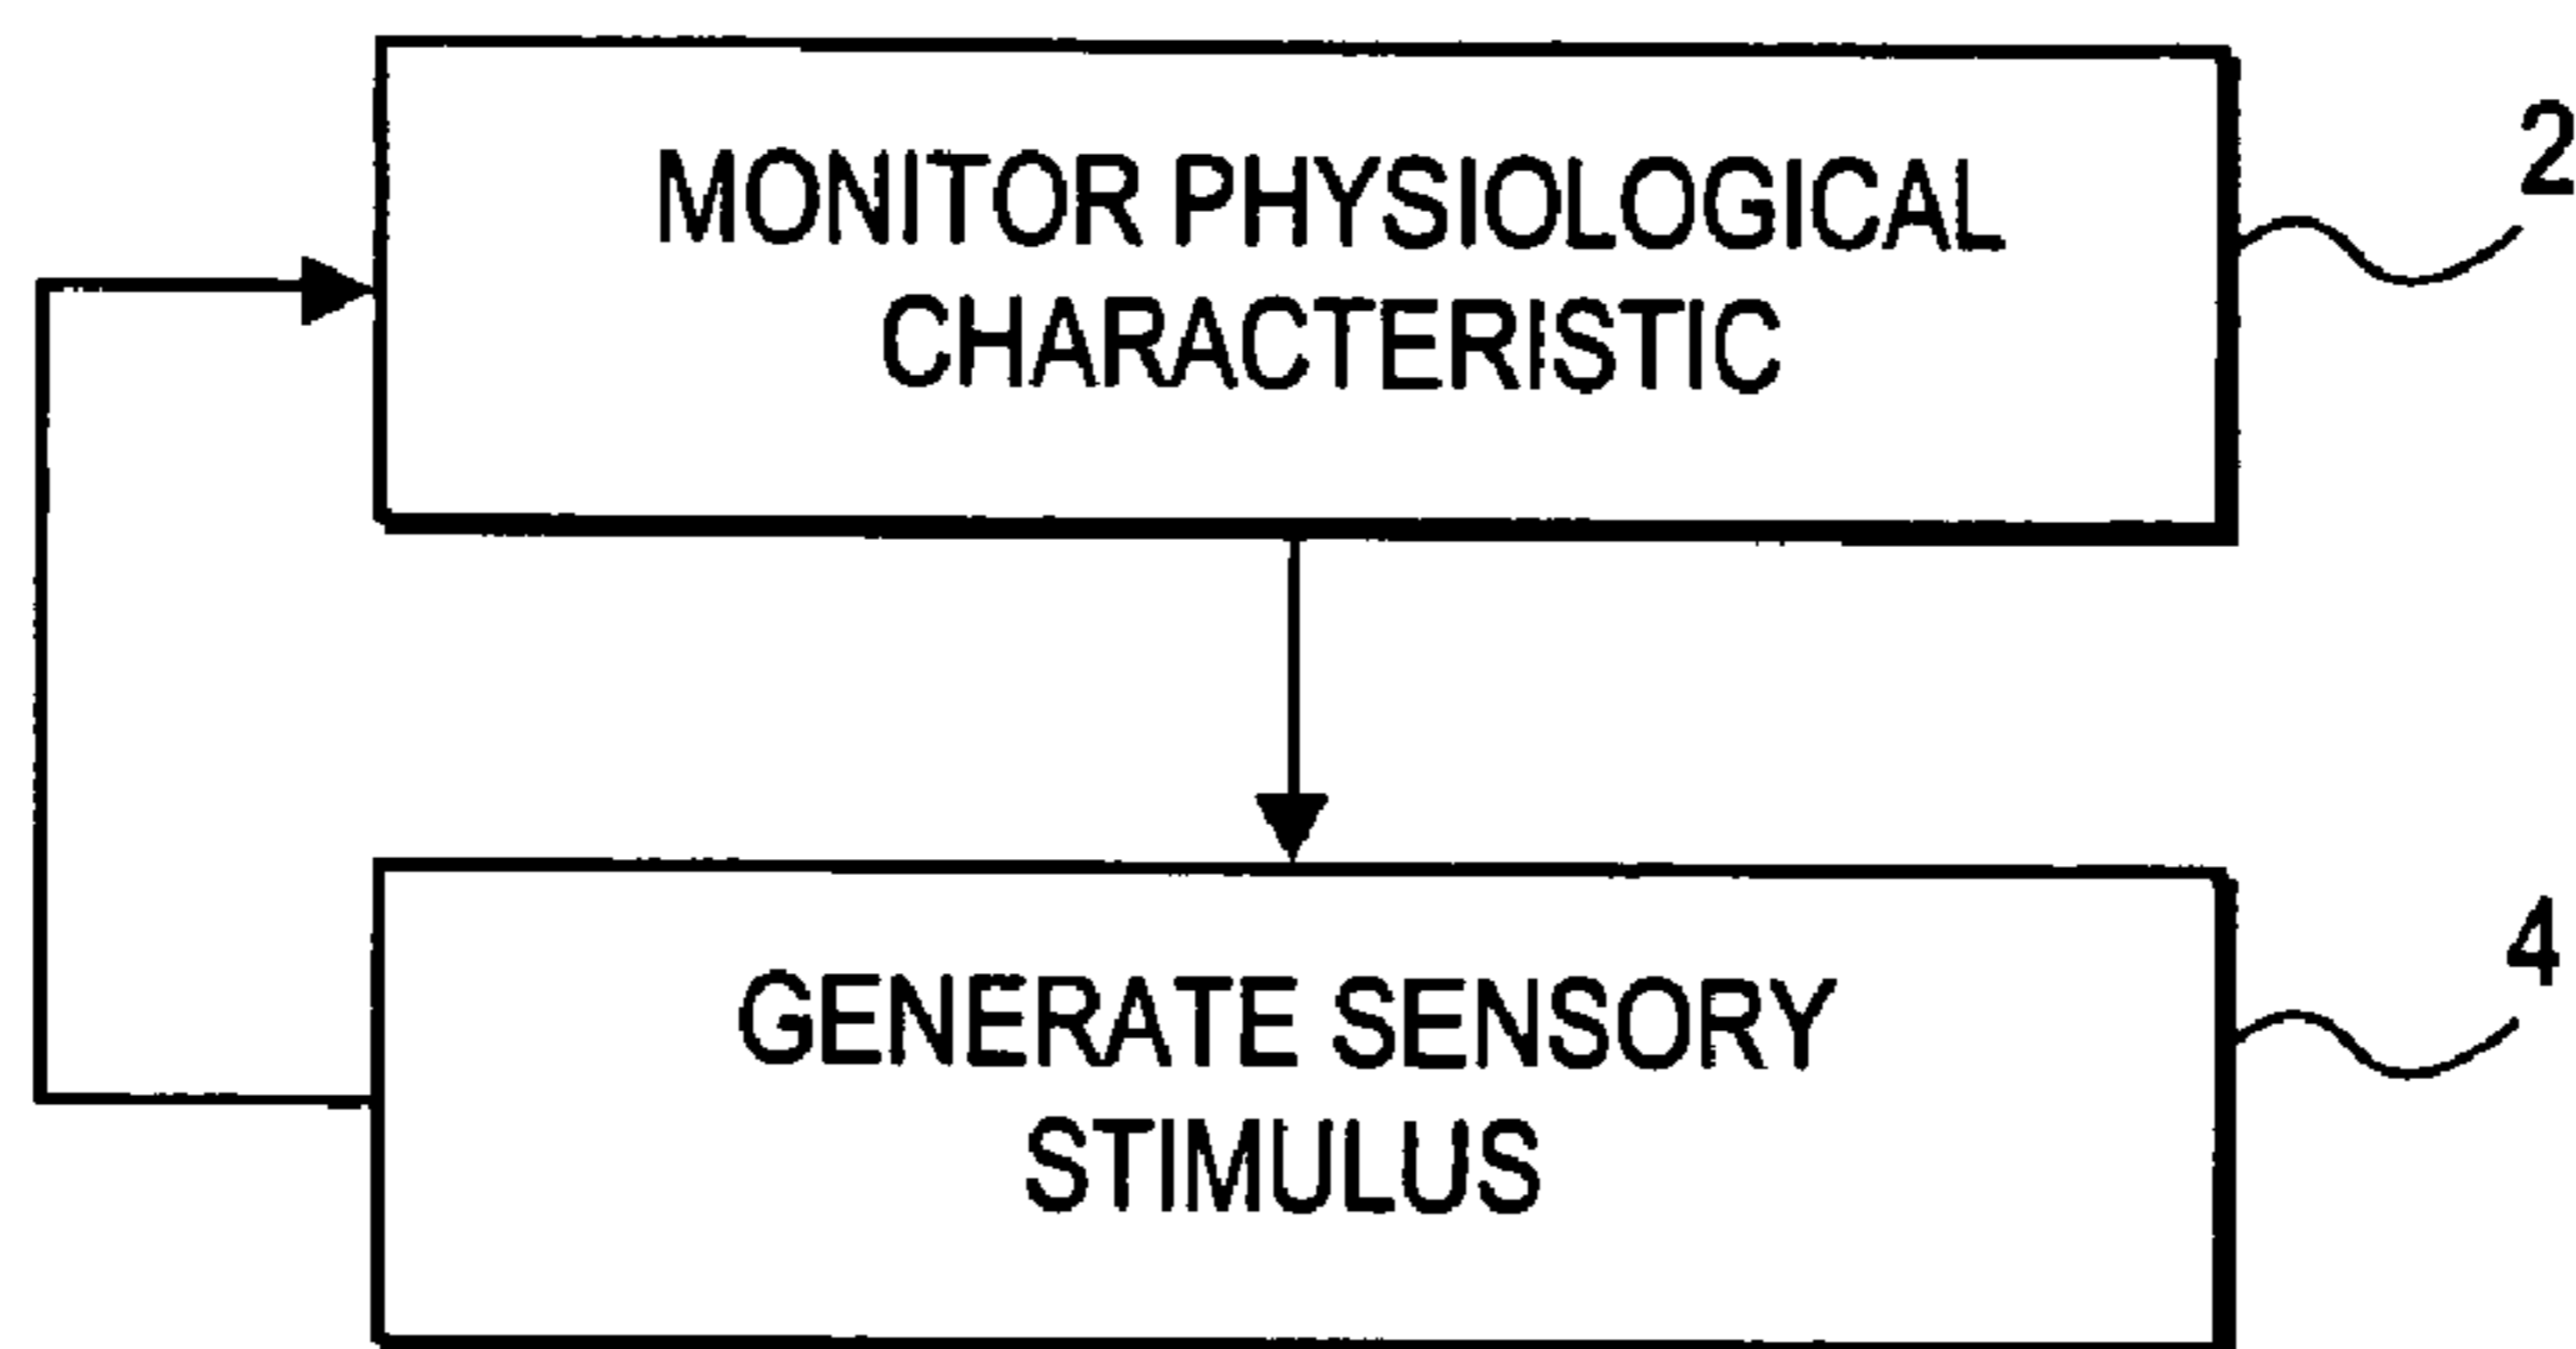 MONITOR PHYSIOLOGICAL
CHARACTERISTIC
2
GENERATE SENSORY
STIMULUS
4